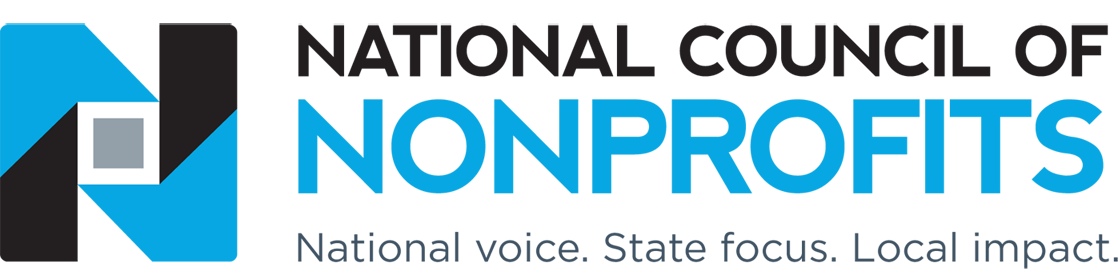 NATIONAL COUNCIL OF
NONPROFITS
National voice. State focus. Local impact.